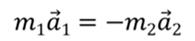 m₁a⃗₁ = −m₂a⃗₂